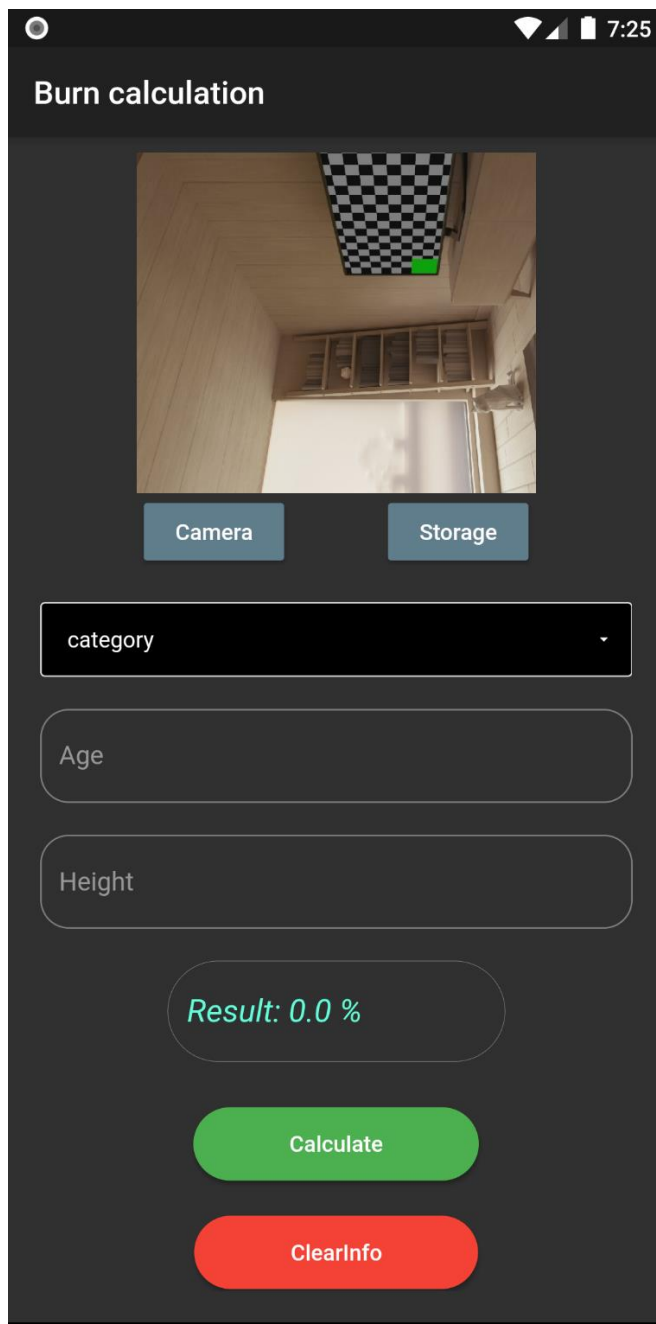 7:25
Burn calculation
Camera Storage
category
Age
Height
Result: 0.0 %
Calculate
ClearInfo